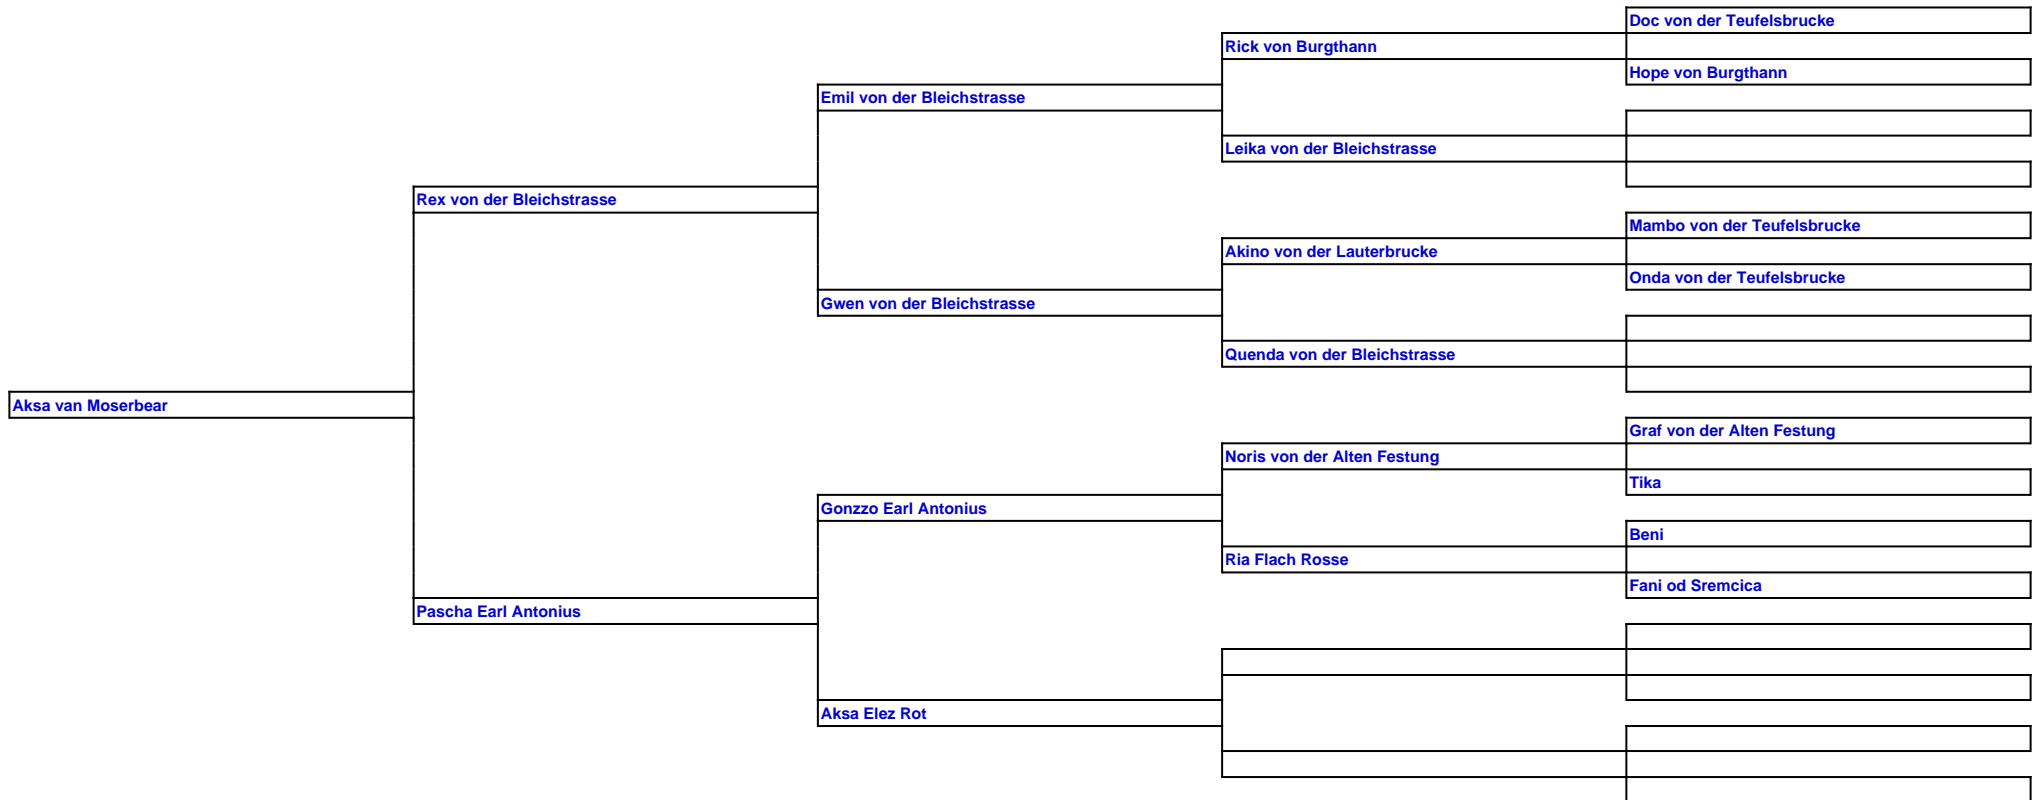 Doc von der Teufelsbrucke
Rick von Burgthann
Hope von Burgthann
Emil von der Bleichstrasse
Leika von der Bleichstrasse
Rex von der Bleichstrasse
Mambo von der Teufelsbrucke
Akino von der Lauterbrucke
Onda von der Teufelsbrucke
Gwen von der Bleichstrasse
Quenda von der Bleichstrasse
Aksa van Moserbear
Graf von der Alten Festung
Noris von der Alten Festung
Tika
Gonzzo Earl Antonius
Beni
Ria Flach Rosse
Fani od Sremcica
Pascha Earl Antonius
Aksa Elez Rot